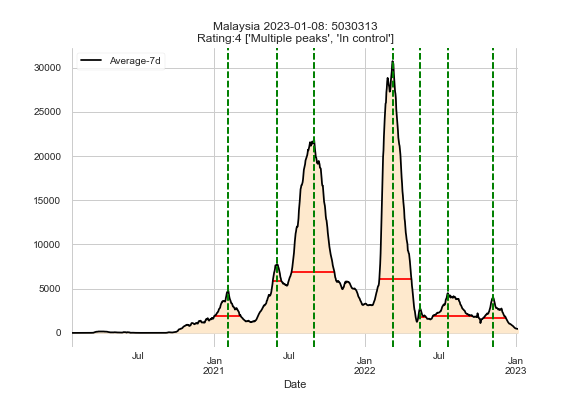 Malaysia 2023-01-08: 5030313
Rating:4 ['Multiple peaks', 'In control']
Average-7d
30000
25000
20000
15000
10000
5000
0
Jul
Jan
2021
Jul
Jan
2022
Jul
Jan
2023
Date